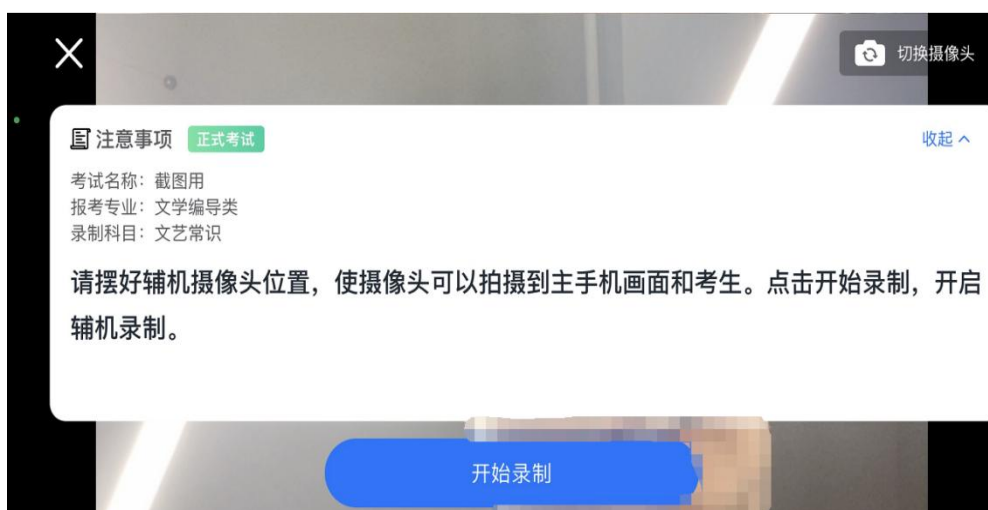 切换摄像头
注意事项 正式考试
收起
考试名称：截图用
报考专业：文学编导类
录制科目：文艺常识
请摆好辅机摄像头位置，使摄像头可以拍摄到主手机画面和考生。点击开始录制，开启
辅机录制。
开始录制